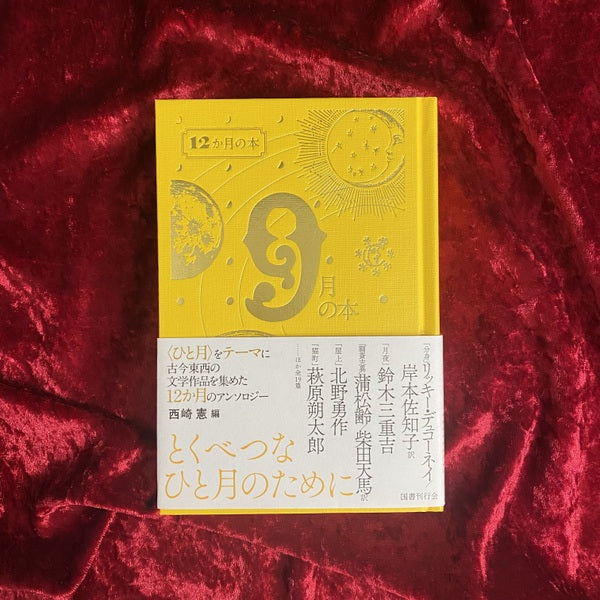 12か月の本
9
月の本
〈ひと月〉をテーマに
古今東西の
文学作品を集めた
12か月のアンソロジー
西崎 憲 編
とくべつな
ひと月のために
「分身」リッキー・デュコーネイ/
岸本佐知子 訳
「月夜」鈴木三重吉
「聊斎志異」蒲松齢/柴田天馬 訳
「屋上」北野勇作
「猫町」萩原朔太郎
……ほか全19篇
国書刊行会